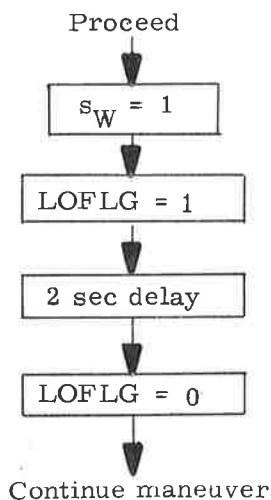 Proceed
s_W = 1
LOFLG = 1
2 sec delay
LOFLG = 0
Continue maneuver